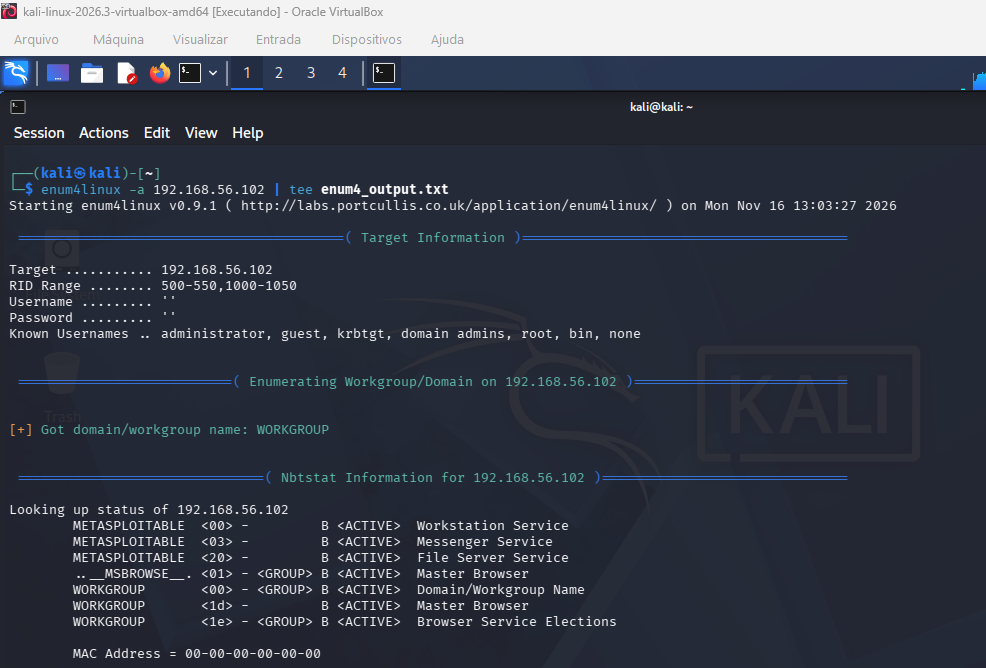 kali-linux-2026.3-virtualbox-amd64 [Executando] - Oracle VirtualBox
Arquivo Máquina Visualizar Entrada Dispositivos Ajuda
1 2 3 4
kali@kali: ~
Session Actions Edit View Help
┌──(kali㉿kali)-[~]
└─$ enum4linux -a 192.168.56.102 | tee enum4_output.txt
Starting enum4linux v0.9.1 ( http://labs.portcullis.co.uk/application/enum4linux/ ) on Mon Nov 16 13:03:27 2026
( Target Information )
Target ........... 192.168.56.102
RID Range ........ 500-550,1000-1050
Username ......... ''
Password ......... ''
Known Usernames .. administrator, guest, krbtgt, domain admins, root, bin, none
( Enumerating Workgroup/Domain on 192.168.56.102 )
KALI
Trash
[+] Got domain/workgroup name: WORKGROUP
( Nbtstat Information for 192.168.56.102 )
Looking up status of 192.168.56.102
METASPLOITABLE <00> - B <ACTIVE> Workstation Service
METASPLOITABLE <03> - B <ACTIVE> Messenger Service
METASPLOITABLE <20> - B <ACTIVE> File Server Service
..__MSBROWSE__. <01> - <GROUP> B <ACTIVE> Master Browser
WORKGROUP <00> - <GROUP> B <ACTIVE> Domain/Workgroup Name
WORKGROUP <1d> - B <ACTIVE> Master Browser
WORKGROUP <1e> - <GROUP> B <ACTIVE> Browser Service Elections
MAC Address = 00-00-00-00-00-00